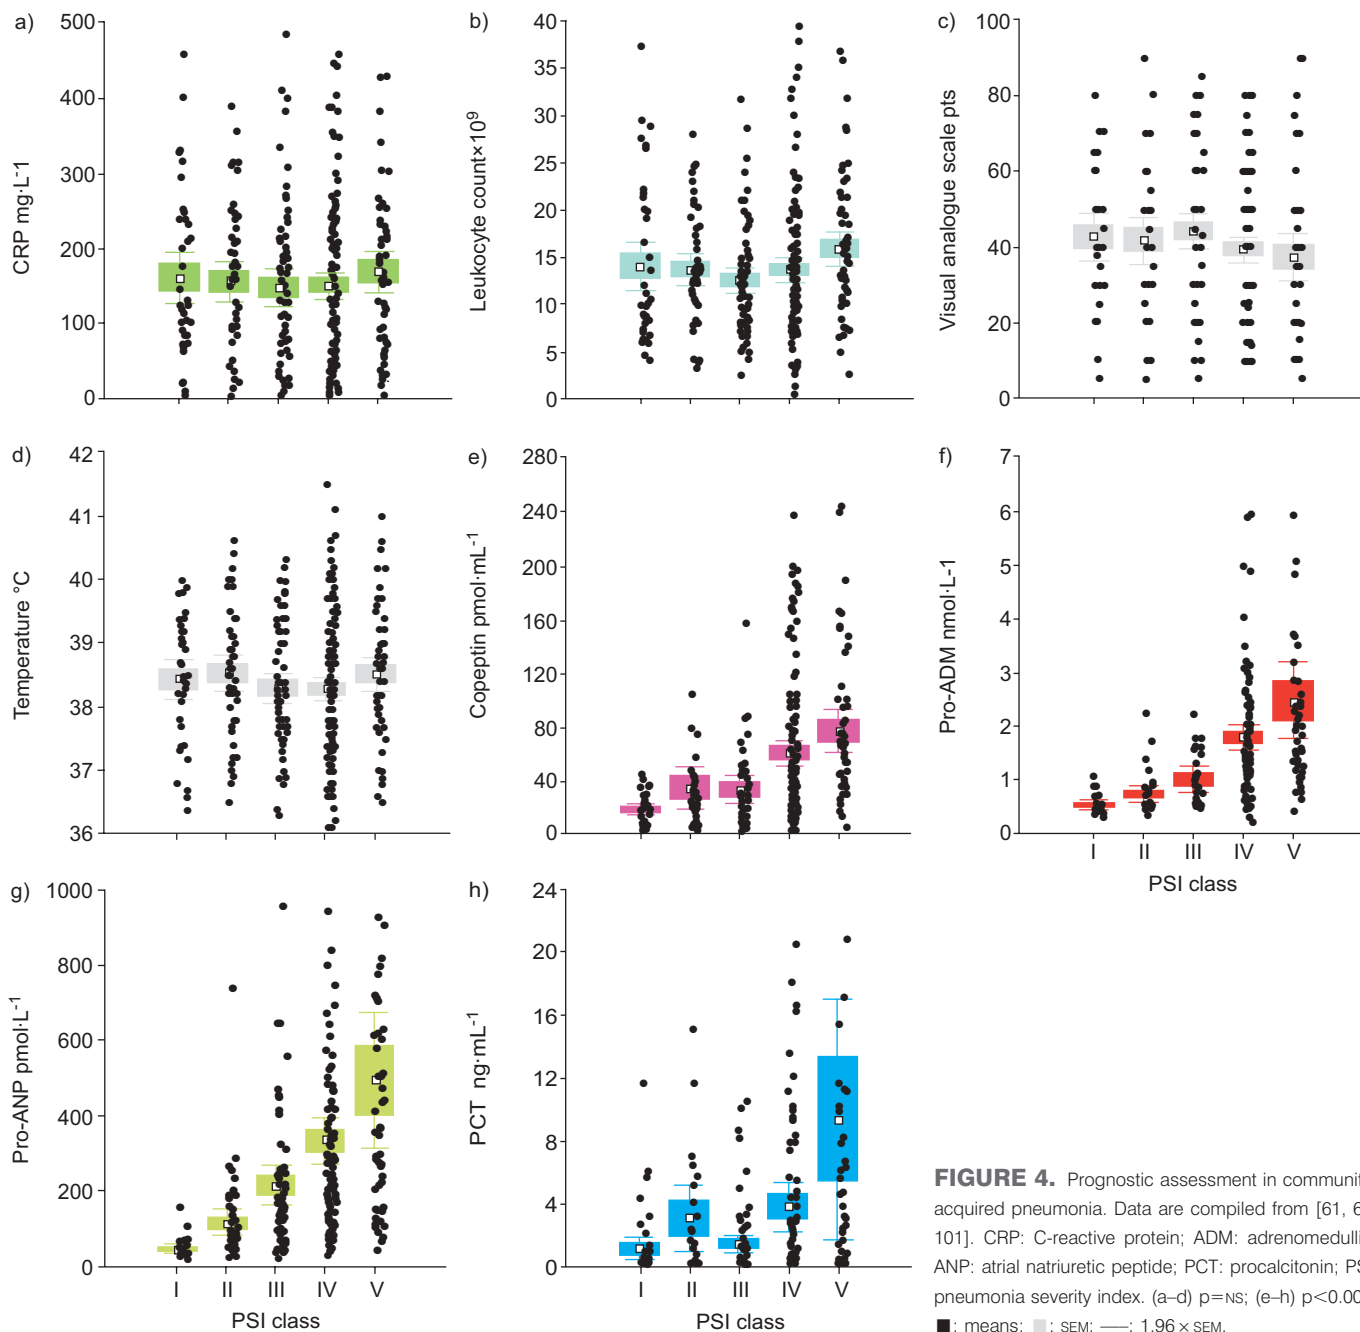 a)
500
400
300
200
100
0
CRP mg·L-1
b)
40
35
30
25
20
15
10
5
0
Leukocyte count×10^9
c)
100
80
60
40
20
0
Visual analogue scale pts
d)
42
41
40
39
38
37
36
Temperature °C
e)
280
240
200
160
120
80
40
0
Copeptin pmol·mL-1
f)
7
6
5
4
3
2
1
0
Pro-ADM nmol·L-1
I II III IV V
PSI class
g)
1000
800
600
400
200
0
Pro-ANP pmol·L-1
I II III IV V
PSI class
h)
24
20
16
12
8
4
0
PCT ng·mL-1
I II III IV V
PSI class
FIGURE 4. Prognostic assessment in
acquired pneumonia. Data are compiled from [61,
101]. CRP: C-reactive protein; ADM:
ANP: atrial natriuretic peptide; PCT: procalcitonin;
pneumonia severity index. (a–d) p=NS; (e–h)
■: means; ■: SEM; —: 1.96 × SEM.